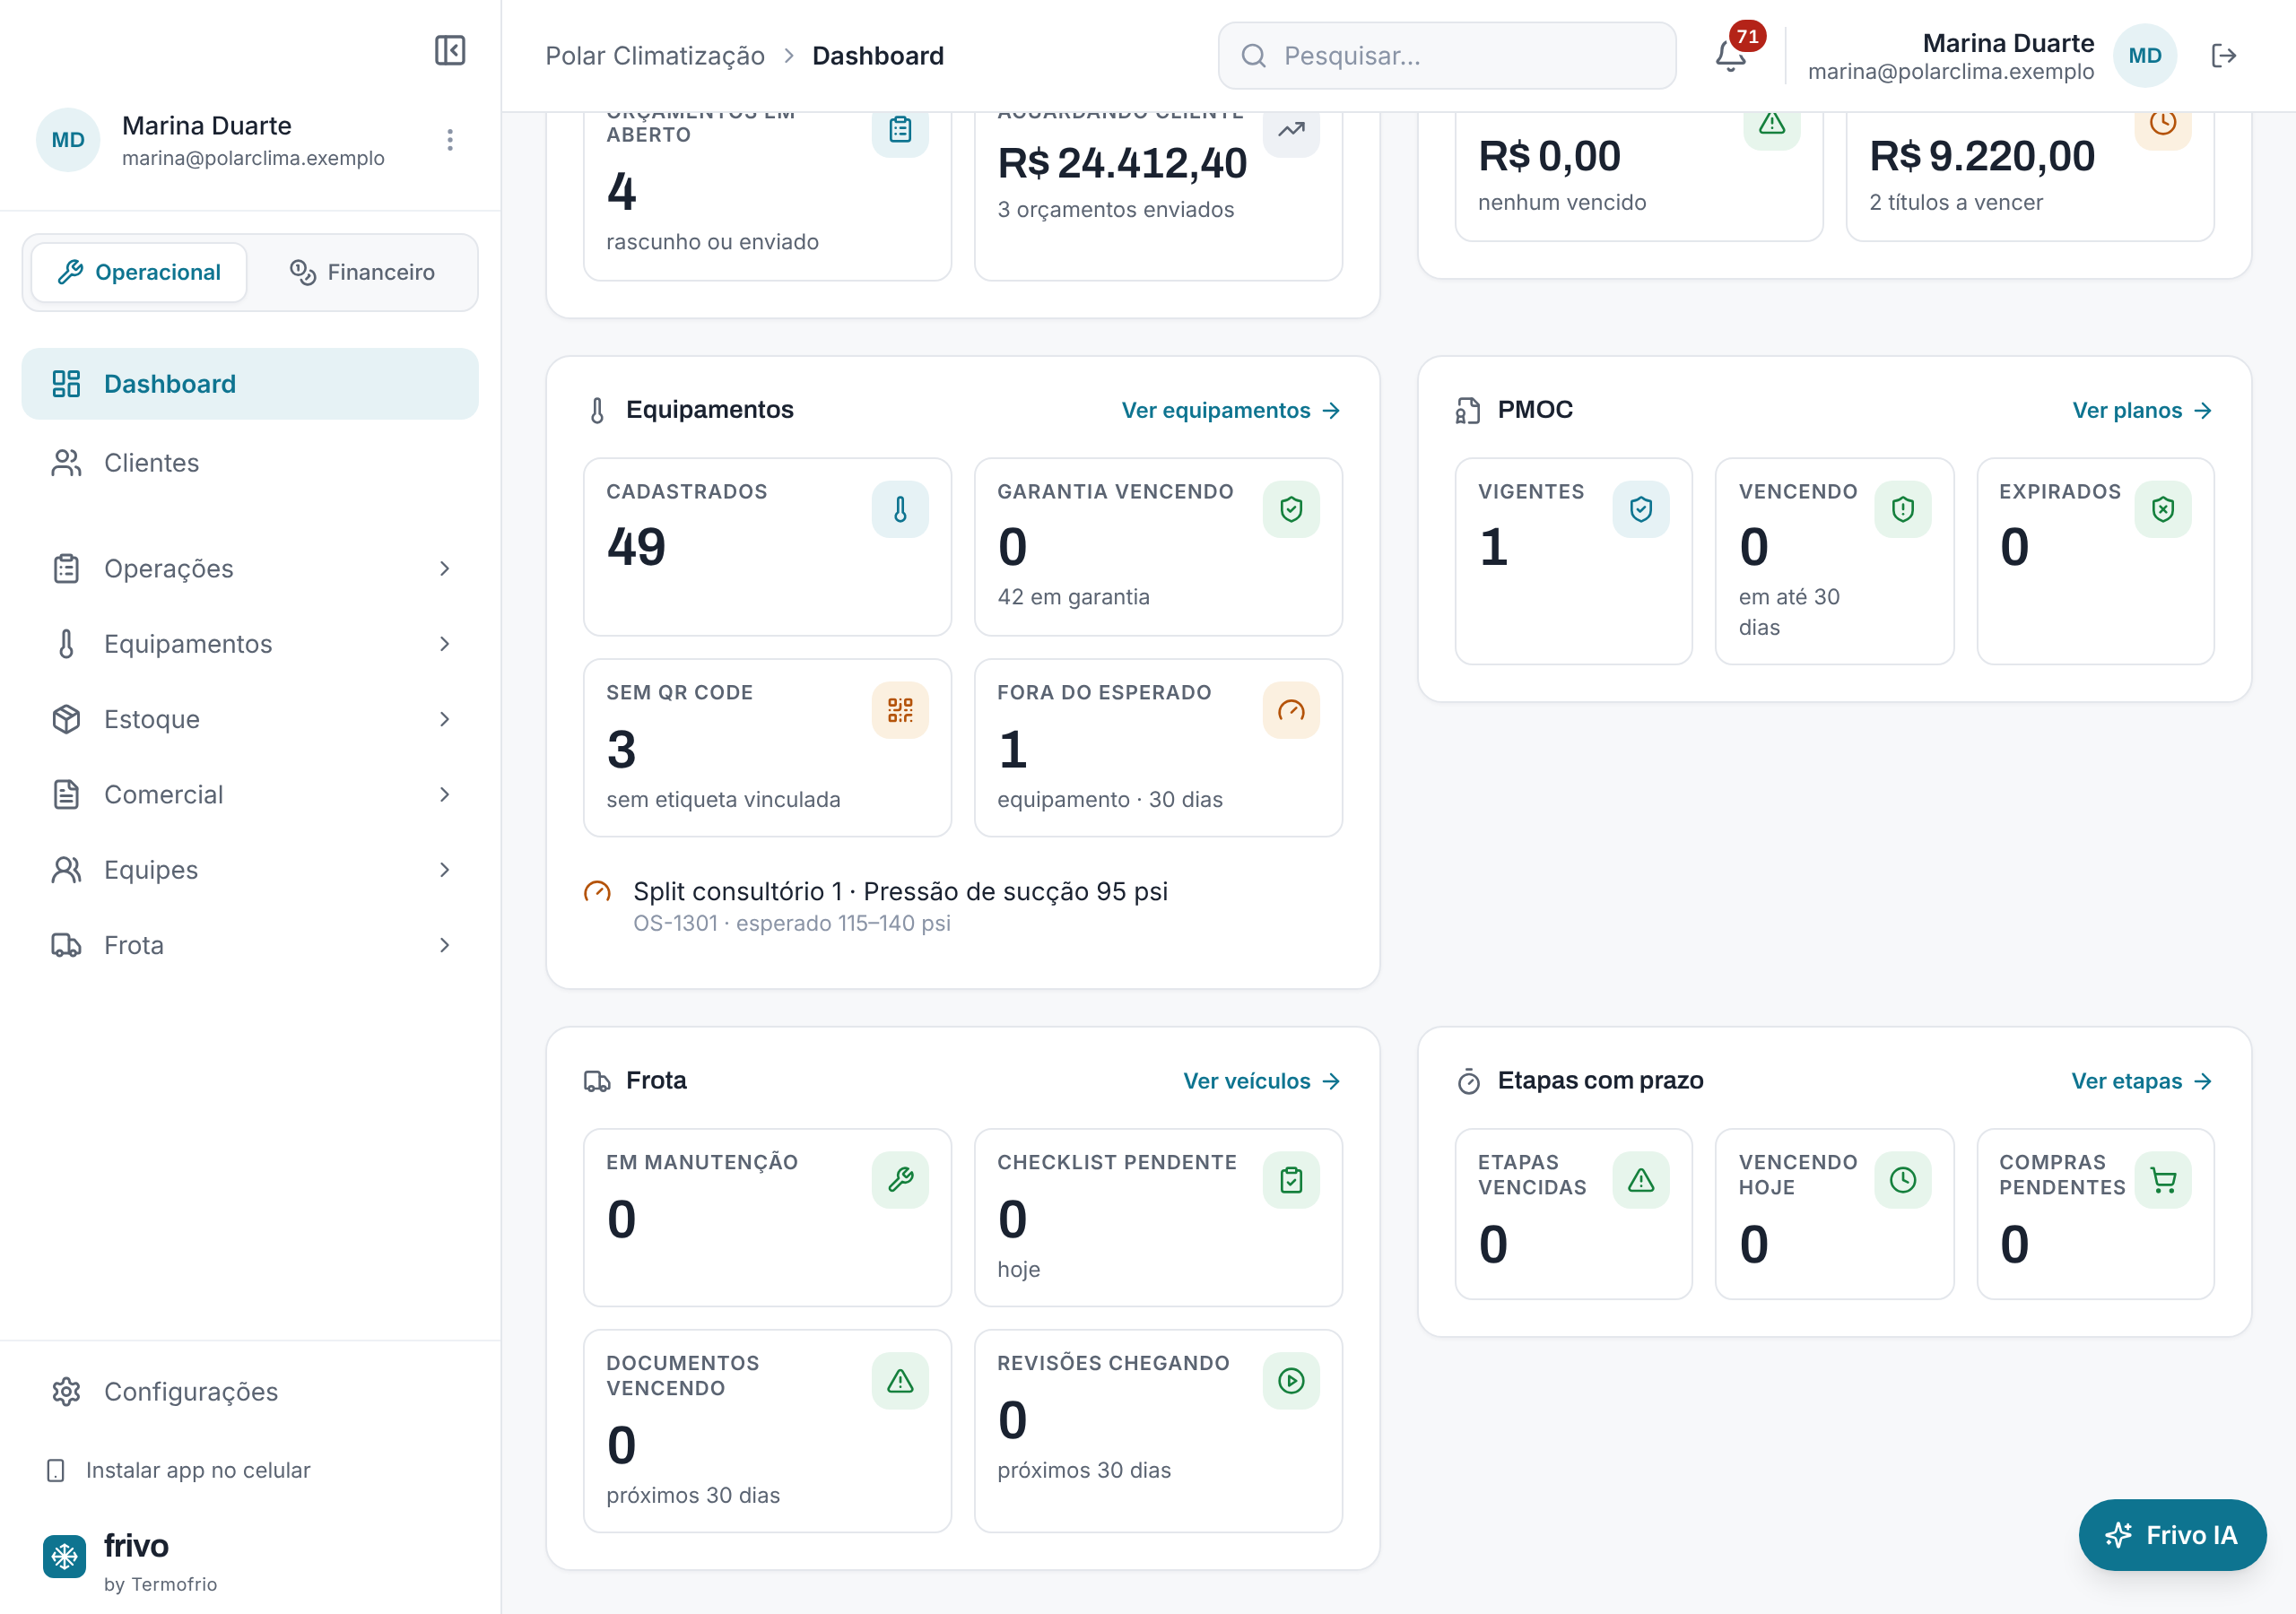 Marina Duarte
marina@polarclima.exemplo
MD
Operacional
Financeiro
Dashboard
Clientes
Operações
Equipamentos
Estoque
Comercial
Equipes
Frota
Configurações
Instalar app no celular
frivo
by Termofrio
Polar Climatização
Dashboard
Pesquisar...
71
Marina Duarte
marina@polarclima.exemplo
MD
ORÇAMENTOS EM
ABERTO
4
rascunho ou enviado
AGUARDANDO CLIENTE
R$ 24.412,40
3 orçamentos enviados
R$ 0,00
nenhum vencido
R$ 9.220,00
2 títulos a vencer
Equipamentos
Ver equipamentos
CADASTRADOS
49
GARANTIA VENCENDO
0
42 em garantia
SEM QR CODE
3
sem etiqueta vinculada
FORA DO ESPERADO
1
equipamento · 30 dias
Split consultório 1 · Pressão de sucção 95 psi
OS-1301 · esperado 115–140 psi
PMOC
Ver planos
VIGENTES
1
VENCENDO
0
em até 30
dias
EXPIRADOS
0
Frota
Ver veículos
EM MANUTENÇÃO
0
CHECKLIST PENDENTE
0
hoje
DOCUMENTOS
VENCENDO
0
próximos 30 dias
REVISÕES CHEGANDO
0
próximos 30 dias
Etapas com prazo
Ver etapas
ETAPAS
VENCIDAS
0
VENCENDO
HOJE
0
COMPRAS
PENDENTES
0
Frivo IA